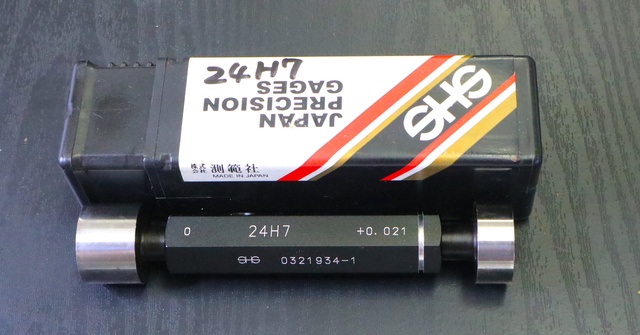 24H7
JAPAN
PRECISION
GAGES
SHS
株式
会社 測範社
MADE IN JAPAN
0 24H7 +0.021
SHS 0321934-1